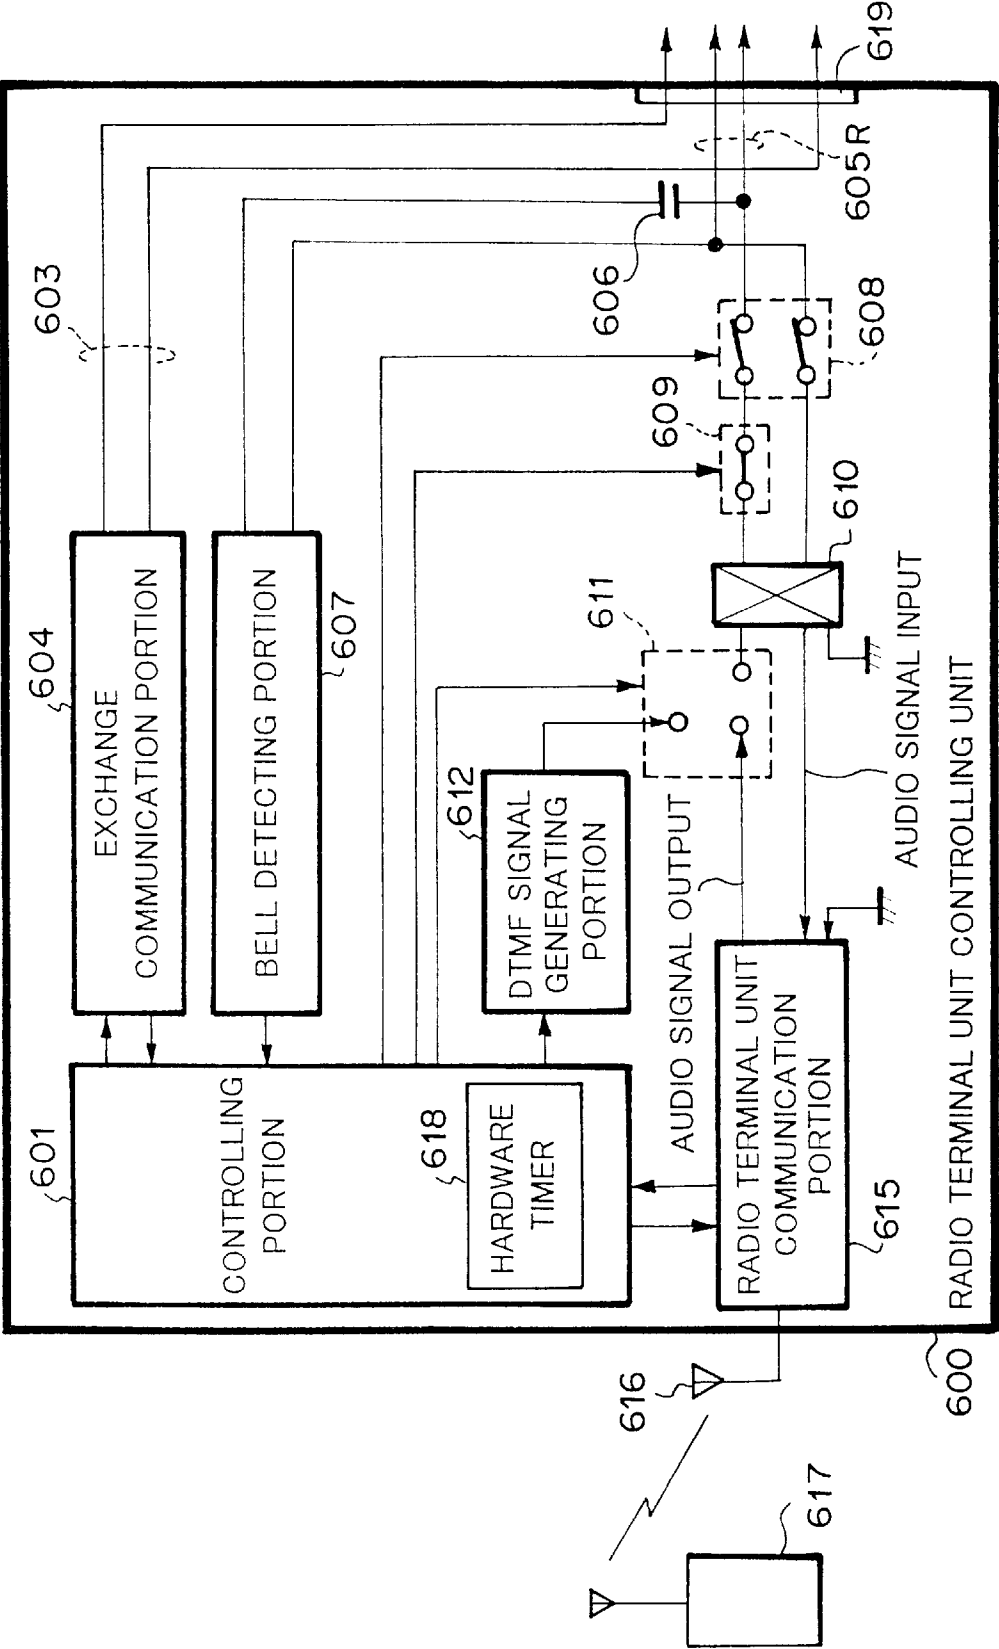 603
604
EXCHANGE
COMMUNICATION PORTION
607
BELL DETECTING PORTION
601
CONTROLLING
PORTION
618
HARDWARE
TIMER
612
DTMF SIGNAL
GENERATING
PORTION
611
609
606
608
605R
619
610
AUDIO SIGNAL OUTPUT
AUDIO SIGNAL INPUT
RADIO TERMINAL UNIT
COMMUNICATION
PORTION
615
616
617
600
RADIO TERMINAL UNIT CONTROLLING UNIT